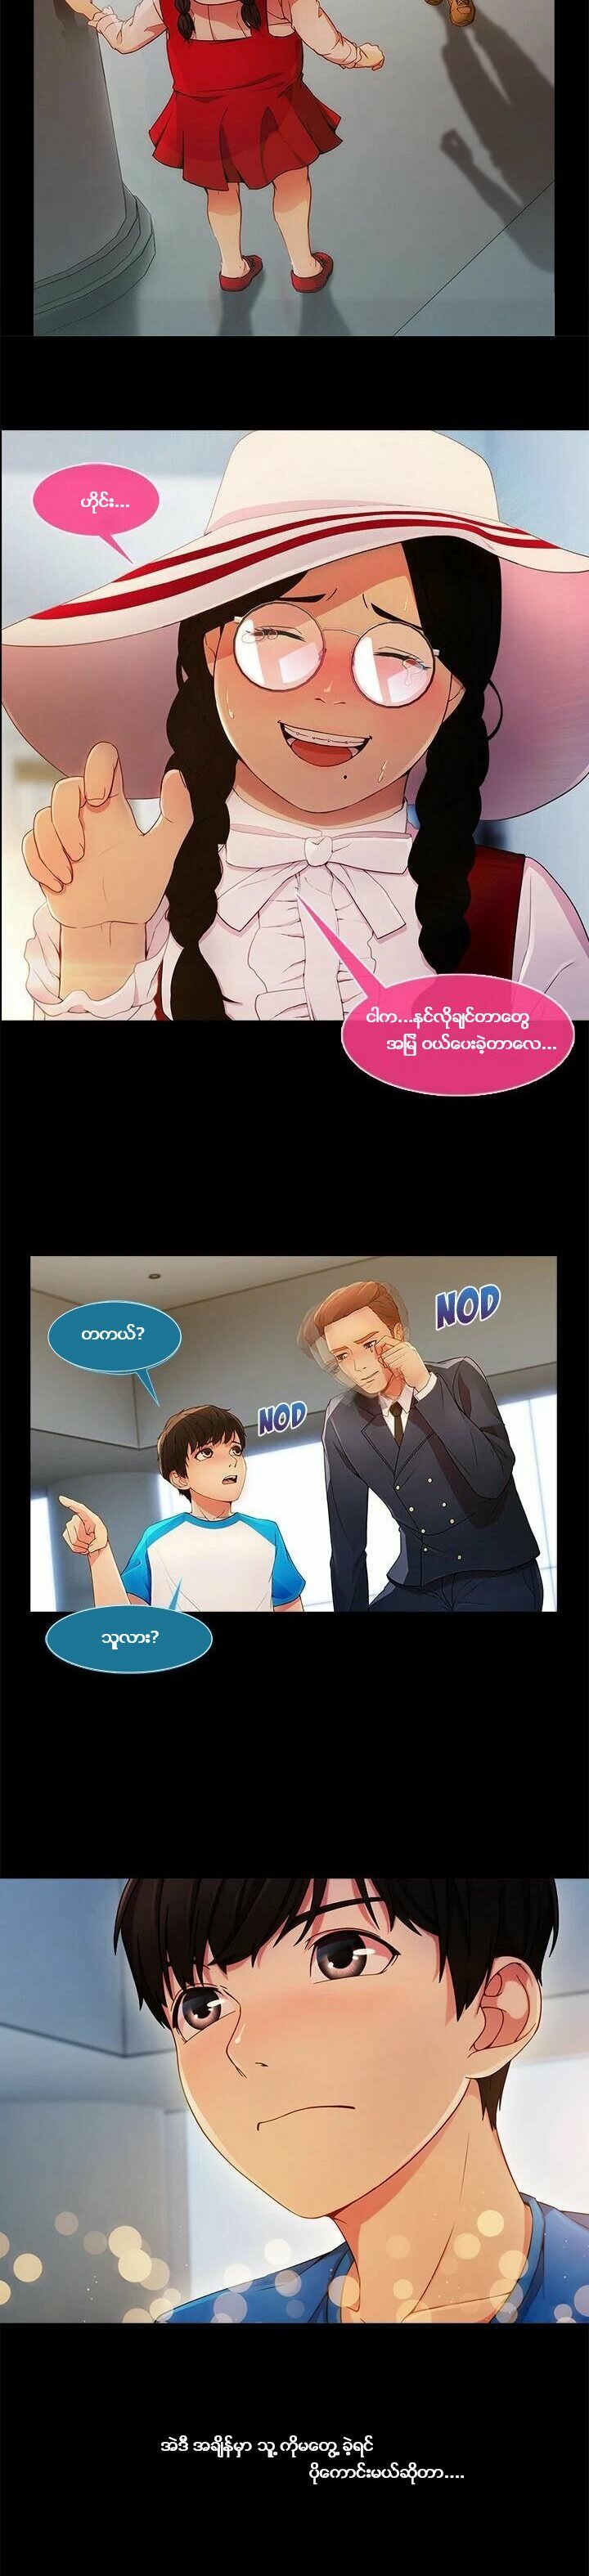 ဟိုင်း...
ငါက...နင်လိုချင်တာတွေ
အမြဲ ဝယ်ပေးခဲ့တာလေ...
NOD
တကယ်?
NOD
သူလား?
အဲဒီ အချိန်မှာ သူ့ ကိုမတွေ့ ခဲ့ရင်
ပိုကောင်းမယ်ဆိုတာ....